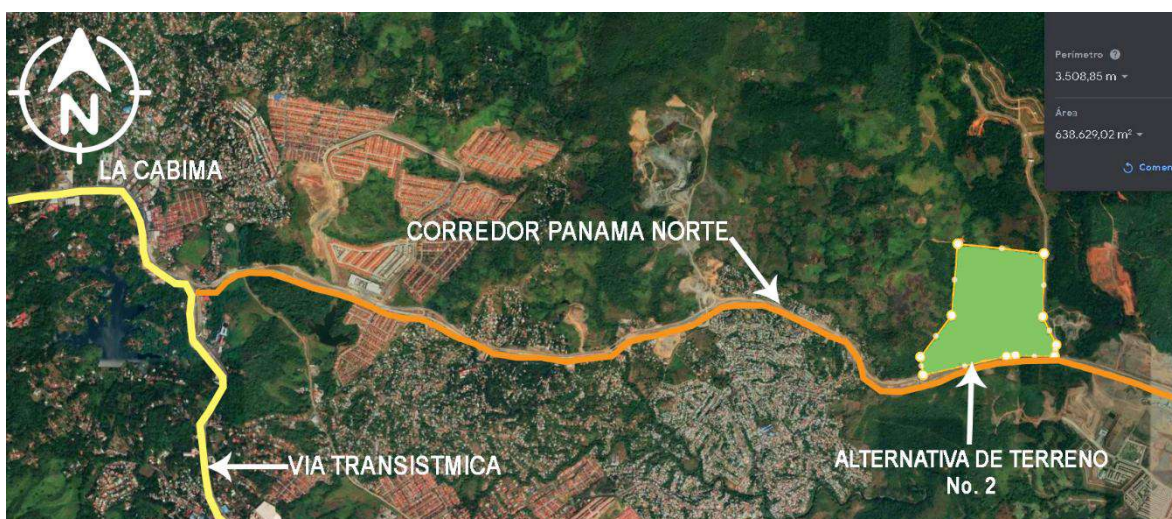 N
LA CABIMA
CORREDOR PANAMA NORTE
VIA TRANSISTMICA
ALTERNATIVA DE TERRENO
No. 2
Perímetro
3.508,85 m
Área
638.629,02 m²